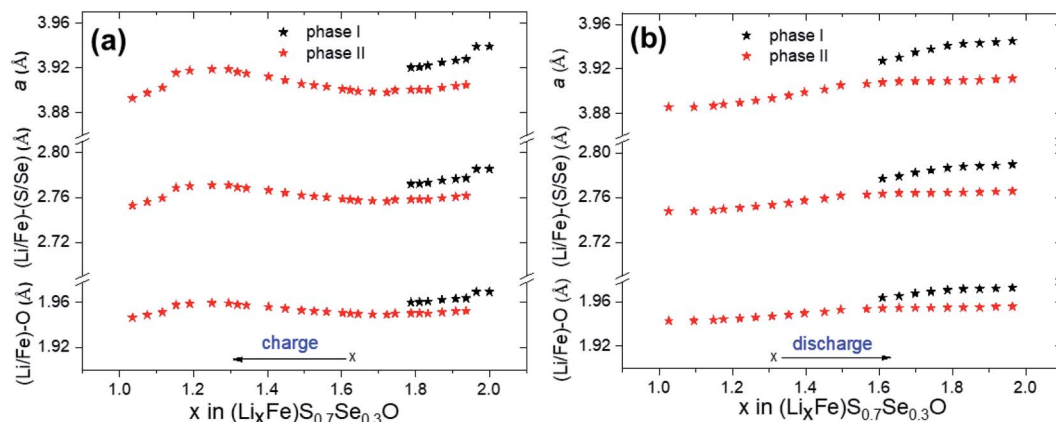 (a)
phase I
phase II
a (Å)
3.96
3.92
3.88
(Li/Fe)-(S/Se) (Å)
2.80
2.76
2.72
(Li/Fe)-O (Å)
1.96
1.92
charge
x
1.0 1.2 1.4 1.6 1.8 2.0
x in (LiXFe)S0.7Se0.3O
(b)
phase I
phase II
a (Å)
3.96
3.92
3.88
(Li/Fe)-(S/Se) (Å)
2.80
2.76
2.72
(Li/Fe)-O (Å)
1.96
1.92
discharge
x
1.0 1.2 1.4 1.6 1.8 2.0
x in (LiXFe)S0.7Se0.3O